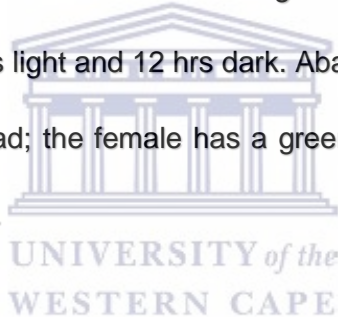 s light and 12 hrs dark. Aba
ad; the female has a gree
UNIVERSITY of the
WESTERN CAPE